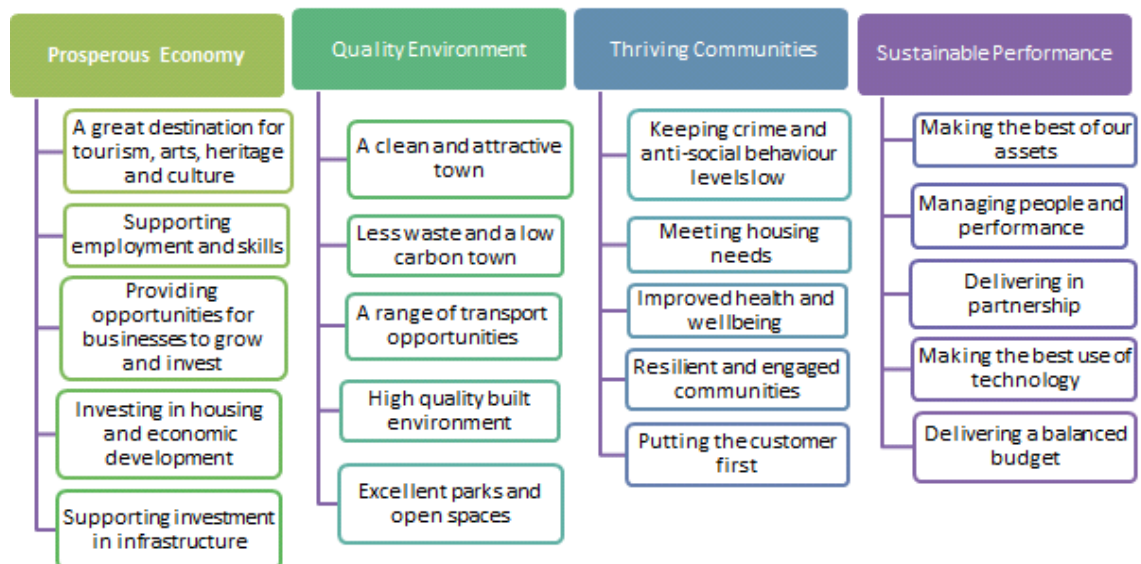 Prosperous Economy
A great destination for
tourism, arts, heritage
and culture
Supporting
employment and skills
Providing
opportunities for
businesses to grow
and invest
Investing in housing
and economic
development
Supporting investment
in infrastructure
Quality Environment
A clean and attractive
town
Less waste and a low
carbon town
A range of transport
opportunities
High quality built
environment
Excellent parks and
open spaces
Thriving Communities
Keeping crime and
anti-social behaviour
levels low
Meeting housing
needs
Improved health and
wellbeing
Resilient and engaged
communities
Putting the customer
first
Sustainable Performance
Making the best of our
assets
Managing people and
performance
Delivering in
partnership
Making the best use of
technology
Delivering a balanced
budget